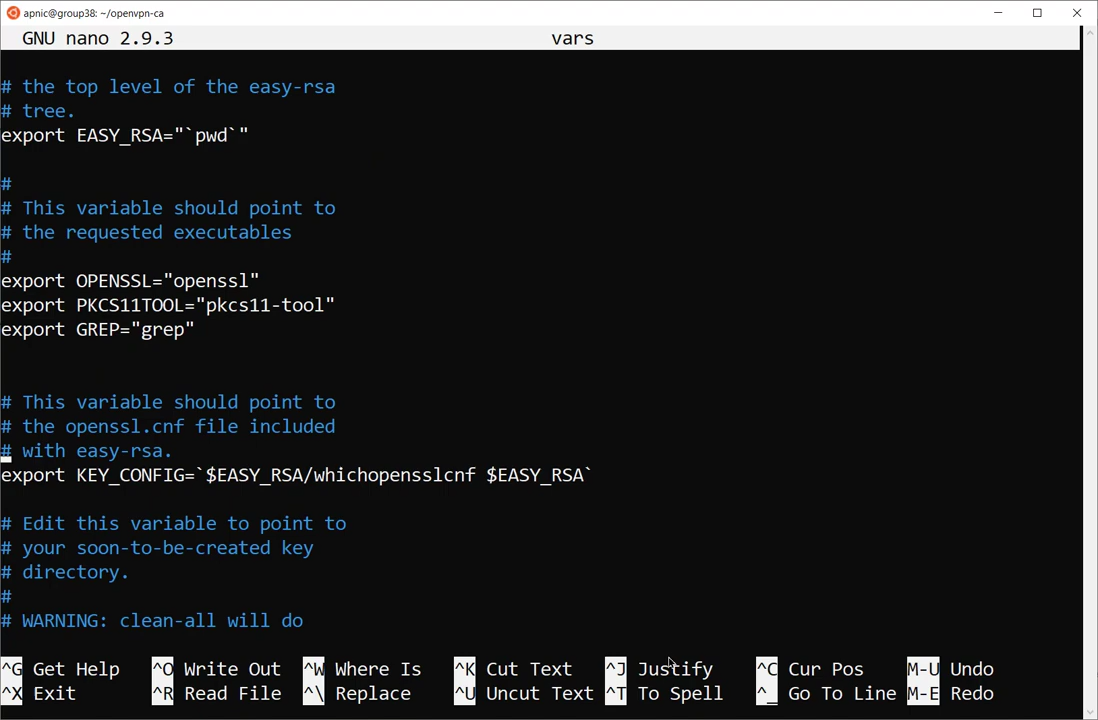 apnic@group38: ~/openvpn-ca
GNU nano 2.9.3 vars
# the top level of the easy-rsa
# tree.
export EASY_RSA="`pwd`"
#
# This variable should point to
# the requested executables
#
export OPENSSL="openssl"
export PKCS11TOOL="pkcs11-tool"
export GREP="grep"
# This variable should point to
# the openssl.cnf file included
# with easy-rsa.
export KEY_CONFIG=`$EASY_RSA/whichopensslcnf $EASY_RSA`
# Edit this variable to point to
# your soon-to-be-created key
# directory.
#
# WARNING: clean-all will do
^G Get Help ^O Write Out ^W Where Is ^K Cut Text ^J Justify ^C Cur Pos M-U Undo
^X Exit ^R Read File ^\ Replace ^U Uncut Text ^T To Spell ^_ Go To Line M-E Redo